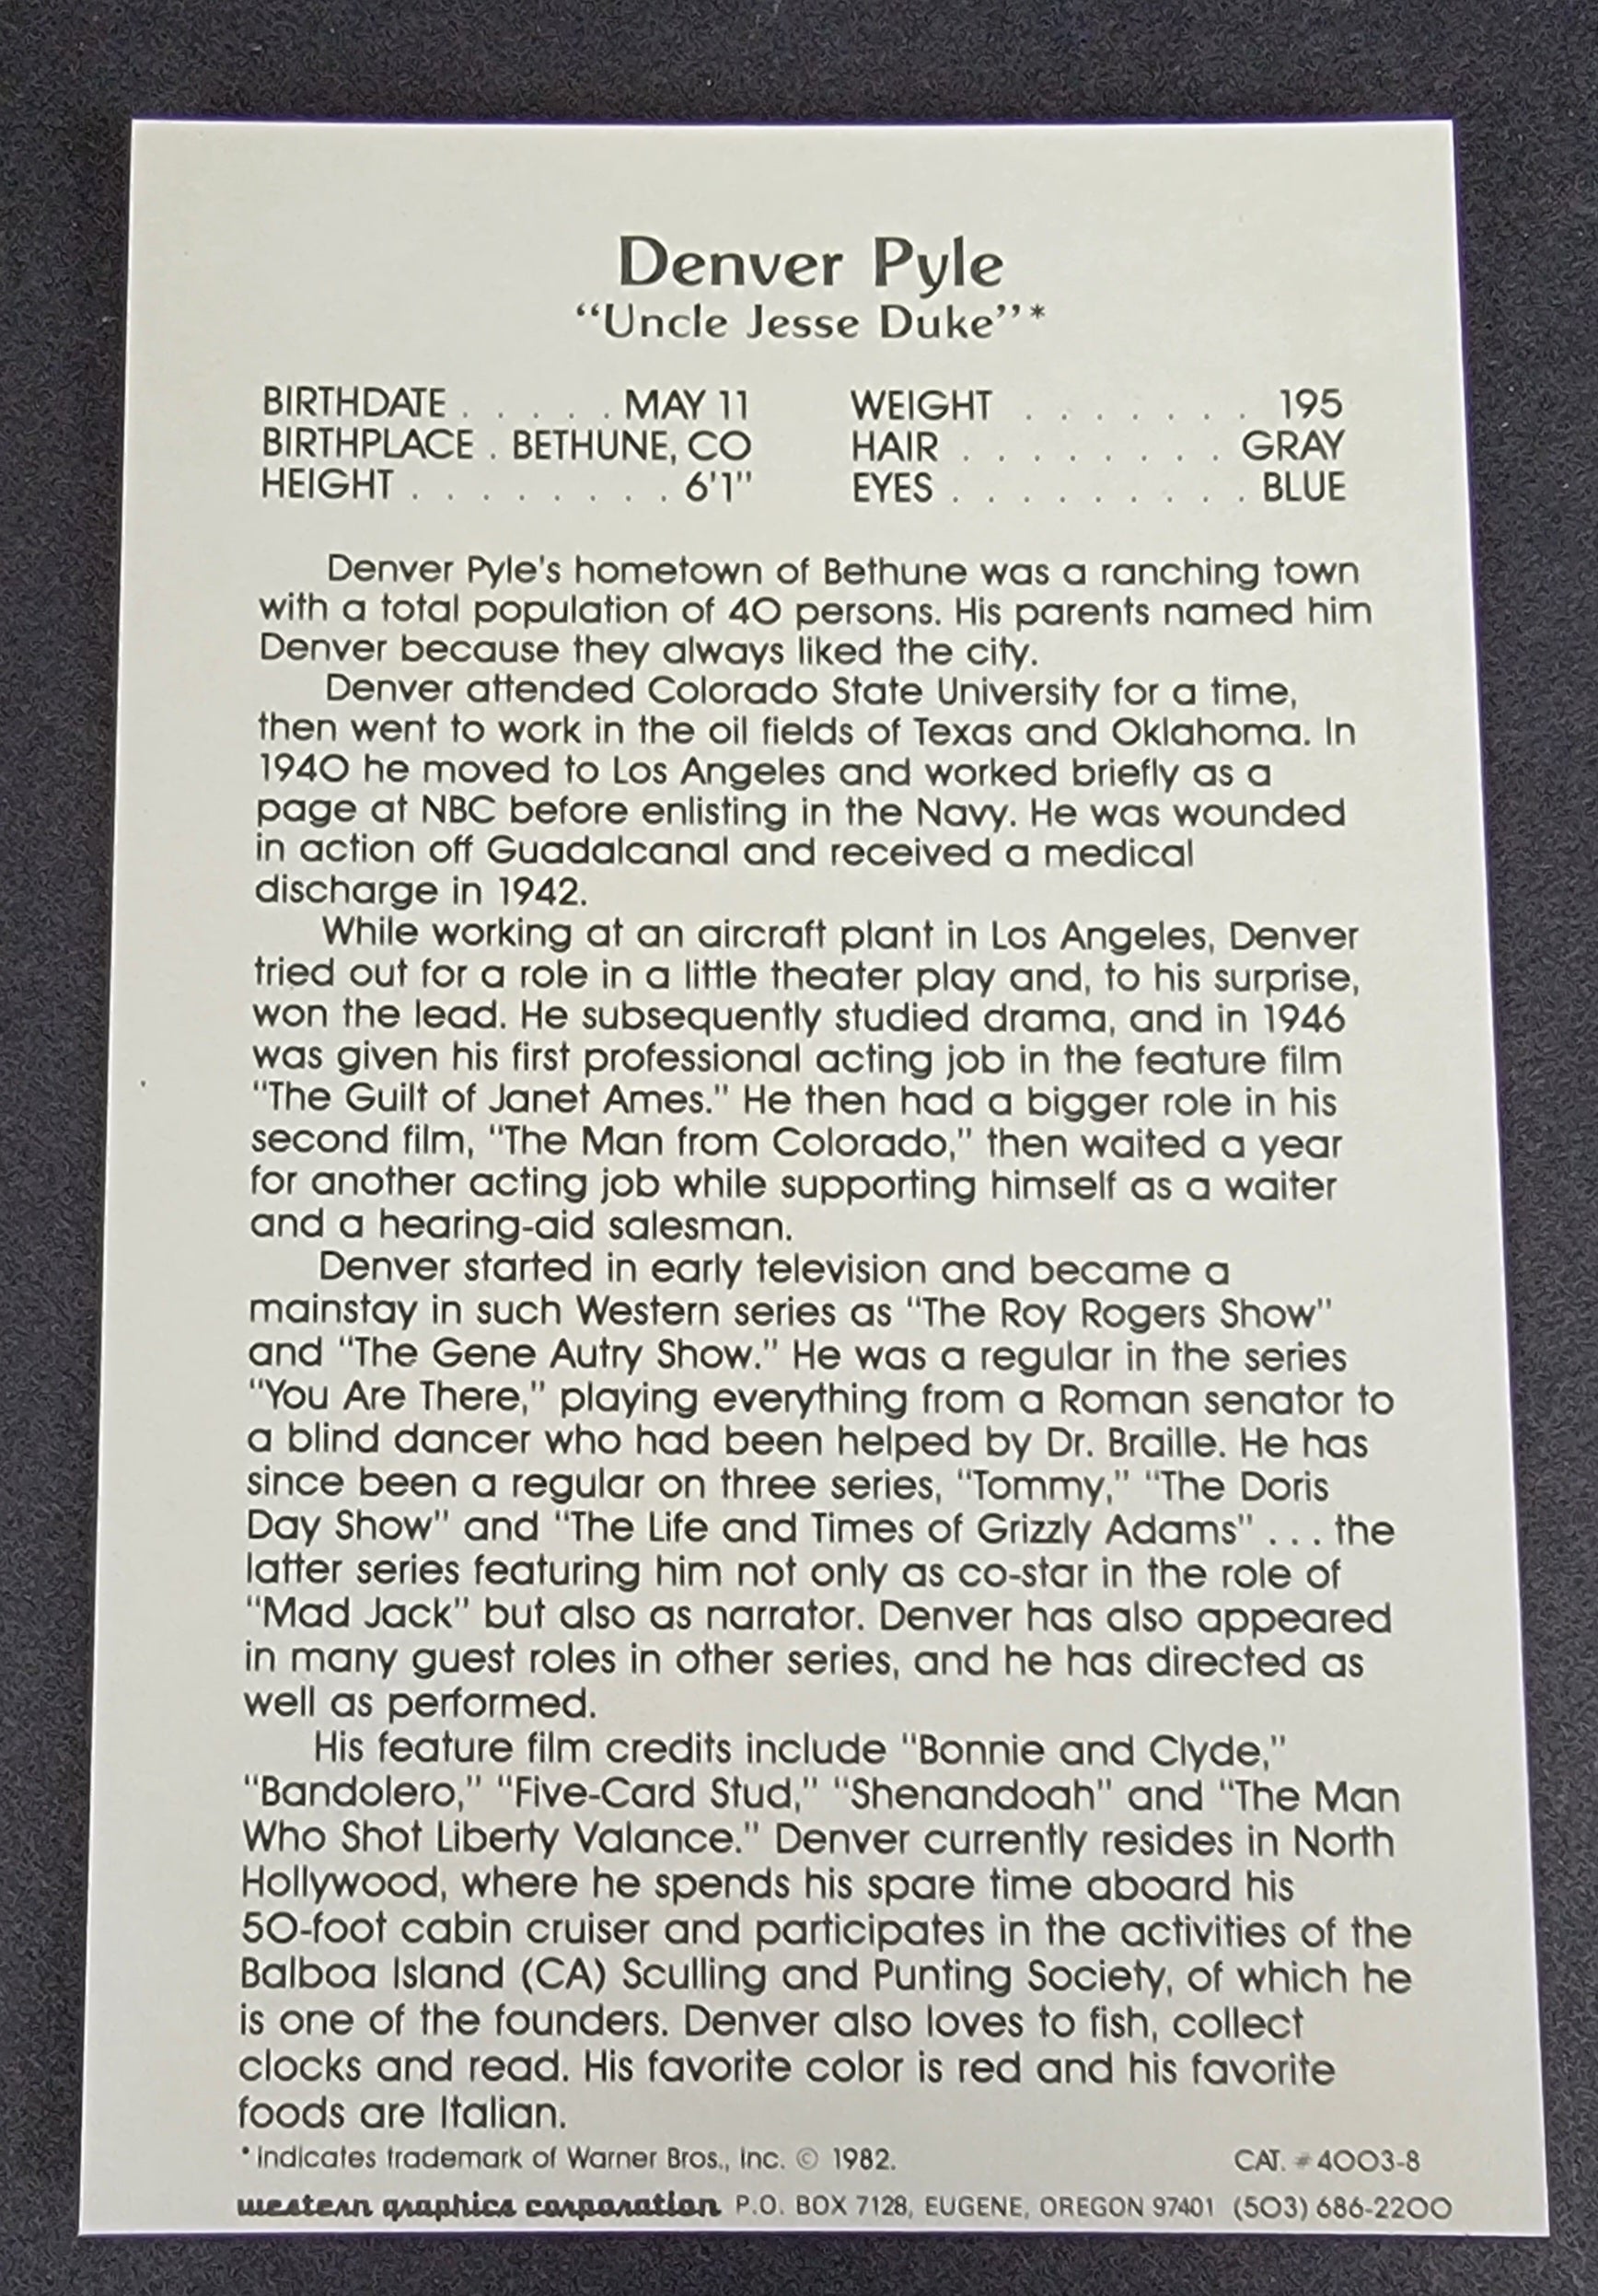 Denver Pyle
“Uncle Jesse Duke”*
BIRTHDATE . . . . . MAY 11 WEIGHT . . . . . . . 195
BIRTHPLACE . BETHUNE, CO HAIR . . . . . . . . GRAY
HEIGHT . . . . . . . . 6'1" EYES . . . . . . . . . . BLUE
Denver Pyle's hometown of Bethune was a ranching town
with a total population of 40 persons. His parents named him
Denver because they always liked the city.
Denver attended Colorado State University for a time,
then went to work in the oil fields of Texas and Oklahoma. In
1940 he moved to Los Angeles and worked briefly as a
page at NBC before enlisting in the Navy. He was wounded
in action off Guadalcanal and received a medical
discharge in 1942.
While working at an aircraft plant in Los Angeles, Denver
tried out for a role in a little theater play and, to his surprise,
won the lead. He subsequently studied drama, and in 1946
was given his first professional acting job in the feature film
"The Guilt of Janet Ames." He then had a bigger role in his
second film, "The Man from Colorado," then waited a year
for another acting job while supporting himself as a waiter
and a hearing-aid salesman.
Denver started in early television and became a
mainstay in such Western series as "The Roy Rogers Show"
and "The Gene Autry Show." He was a regular in the series
"You Are There," playing everything from a Roman senator to
a blind dancer who had been helped by Dr. Braille. He has
since been a regular on three series, "Tommy," "The Doris
Day Show" and "The Life and Times of Grizzly Adams" . . . the
latter series featuring him not only as co-star in the role of
"Mad Jack" but also as narrator. Denver has also appeared
in many guest roles in other series, and he has directed as
well as performed.
His feature film credits include "Bonnie and Clyde,"
"Bandolero," "Five-Card Stud," "Shenandoah" and "The Man
Who Shot Liberty Valance." Denver currently resides in North
Hollywood, where he spends his spare time aboard his
50-foot cabin cruiser and participates in the activities of the
Balboa Island (CA) Sculling and Punting Society, of which he
is one of the founders. Denver also loves to fish, collect
clocks and read. His favorite color is red and his favorite
foods are Italian.
*Indicates trademark of Warner Bros., Inc. © 1982. CAT. #4003-8
western graphics corporation P.O. BOX 7128, EUGENE, OREGON 97401 (503) 686-2200